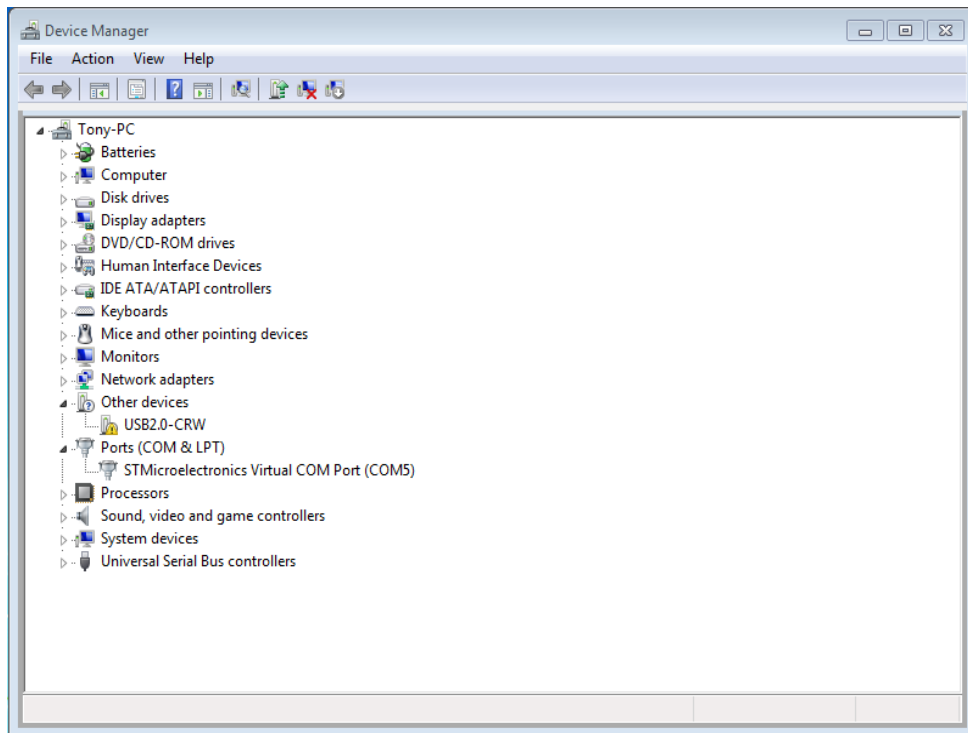 Device Manager
File Action View Help
Tony-PC
Batteries
Computer
Disk drives
Display adapters
DVD/CD-ROM drives
Human Interface Devices
IDE ATA/ATAPI controllers
Keyboards
Mice and other pointing devices
Monitors
Network adapters
Other devices
USB2.0-CRW
Ports (COM & LPT)
STMicroelectronics Virtual COM Port (COM5)
Processors
Sound, video and game controllers
System devices
Universal Serial Bus controllers